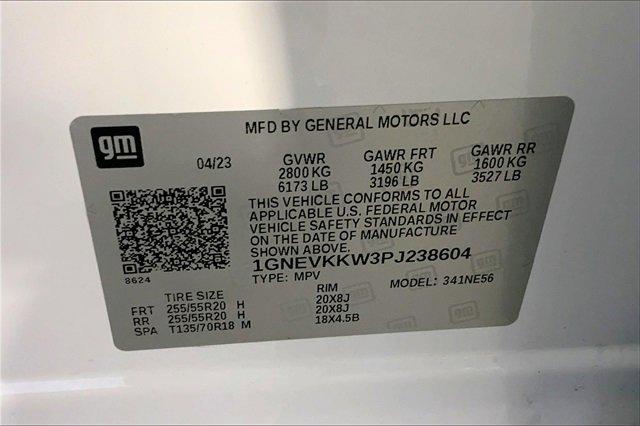 gm
MFD BY GENERAL MOTORS LLC
04/23 GVWR GAWR FRT GAWR RR
2800 KG 1450 KG 1600 KG
6173 LB 3196 LB 3527 LB
THIS VEHICLE CONFORMS TO ALL
APPLICABLE U.S. FEDERAL MOTOR
VEHICLE SAFETY STANDARDS IN EFFECT
ON THE DATE OF MANUFACTURE
SHOWN ABOVE.
8624
1GNEVKKW3PJ238604
TYPE: MPV MODEL: 341NE56
TIRE SIZE RIM
FRT 255/55R20 H 20X8J
RR 255/55R20 H 20X8J
SPA T135/70R18 M 18X4.5B